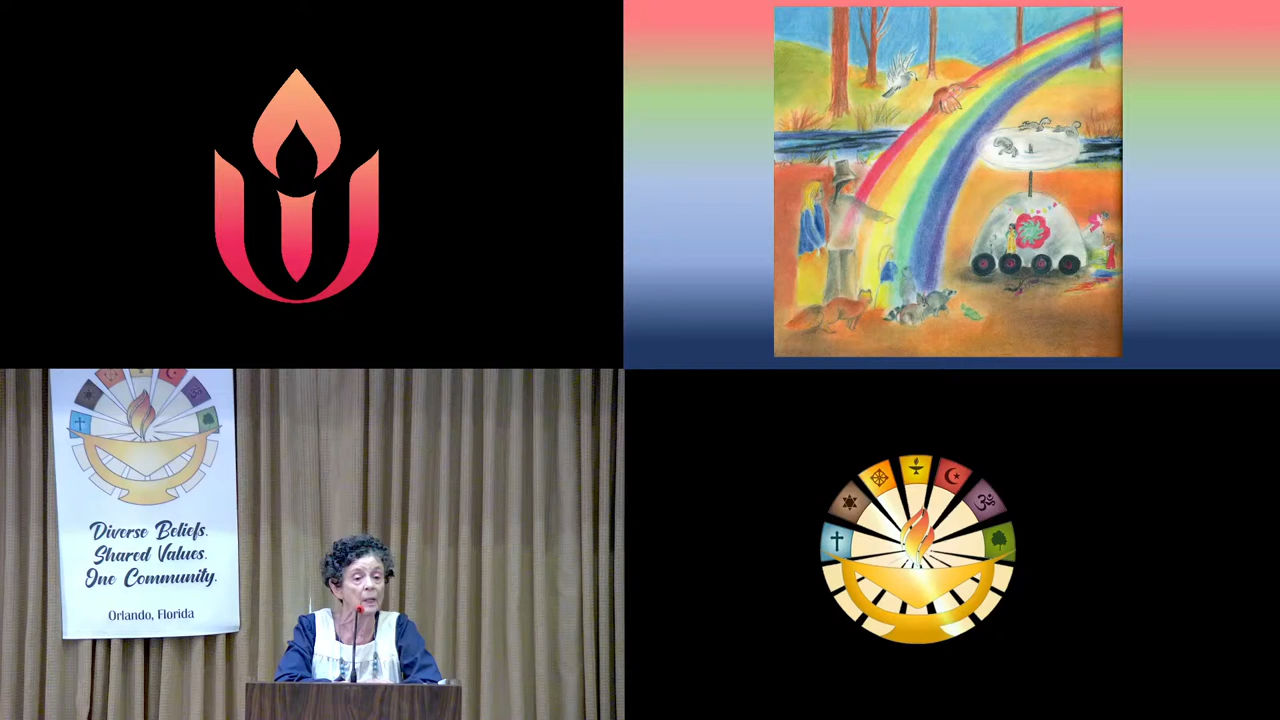 Diverse Beliefs.
Shared Values.
One Community.
Orlando, Florida